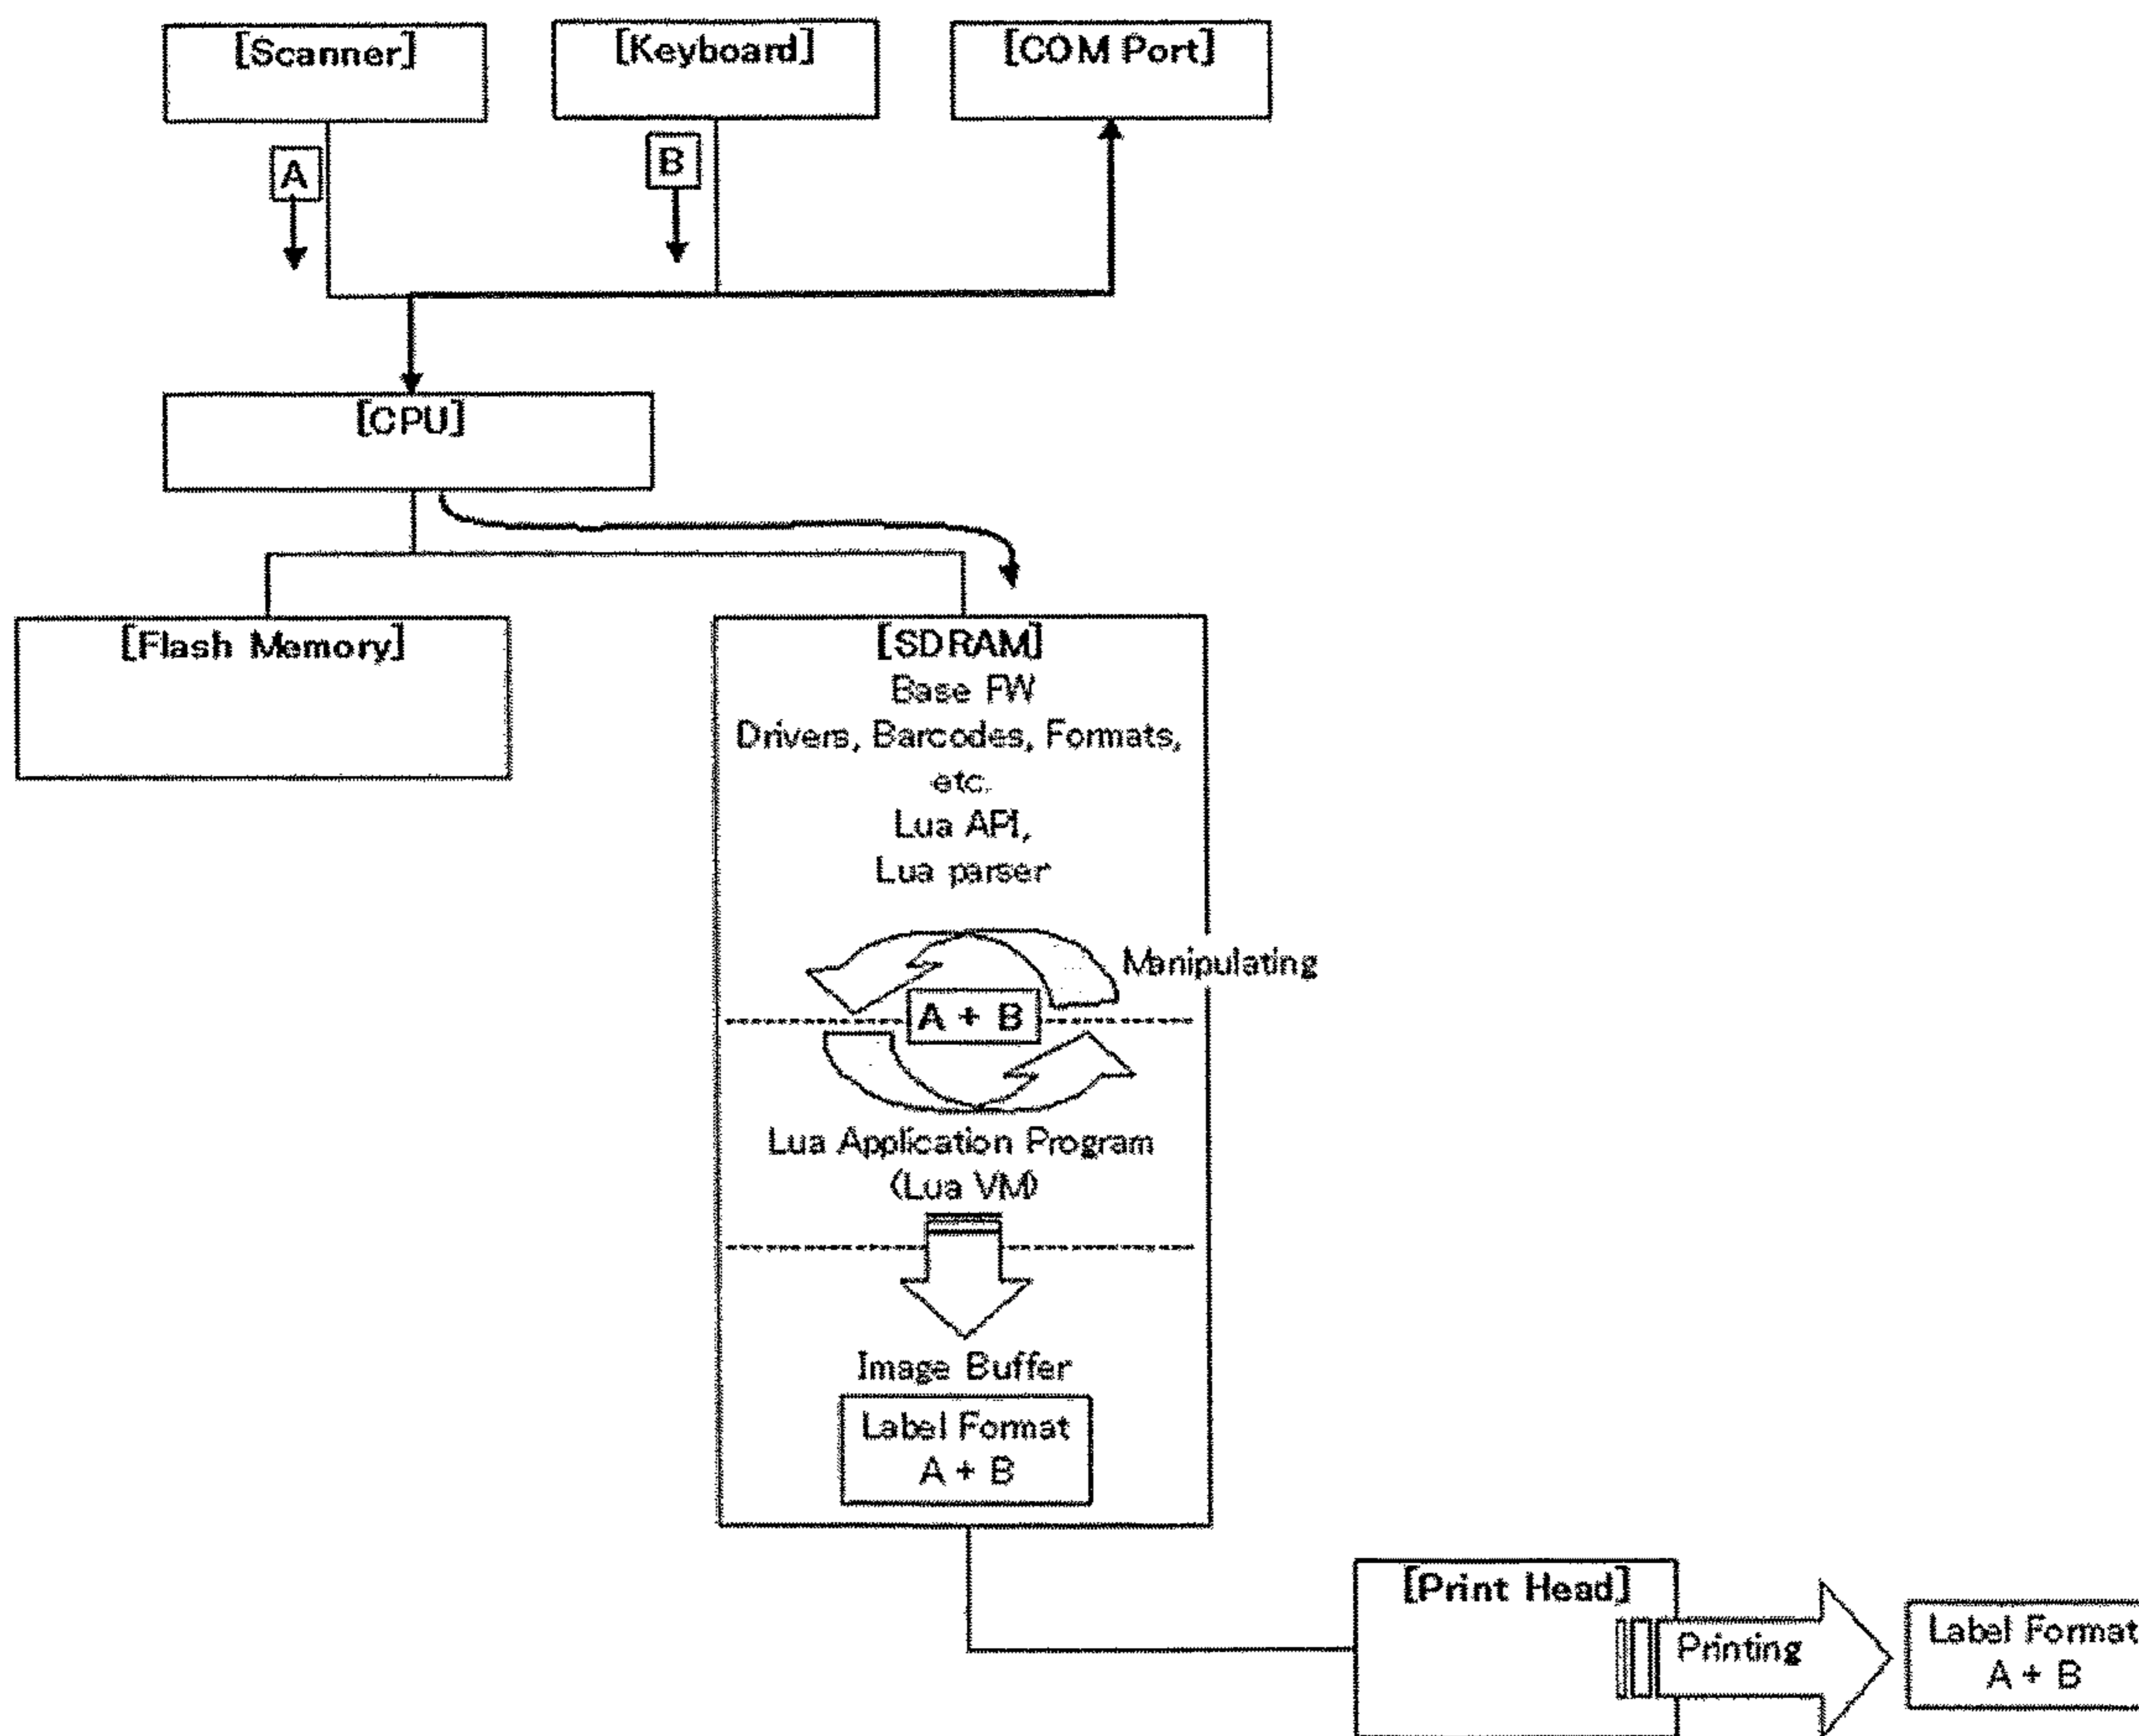 [Scanner]
[Keyboard]
[COM Port]
A
B
[CPU]
[Flash Memory]
[SDRAM]
Base FW
Drivers, Barcodes, Formats,
etc.
Lua API,
Lua parser
Manipulating
A + B
Lua Application Program
(Lua VM)
Image Buffer
Label Format
A + B
[Print Head]
Printing
Label Format
A + B